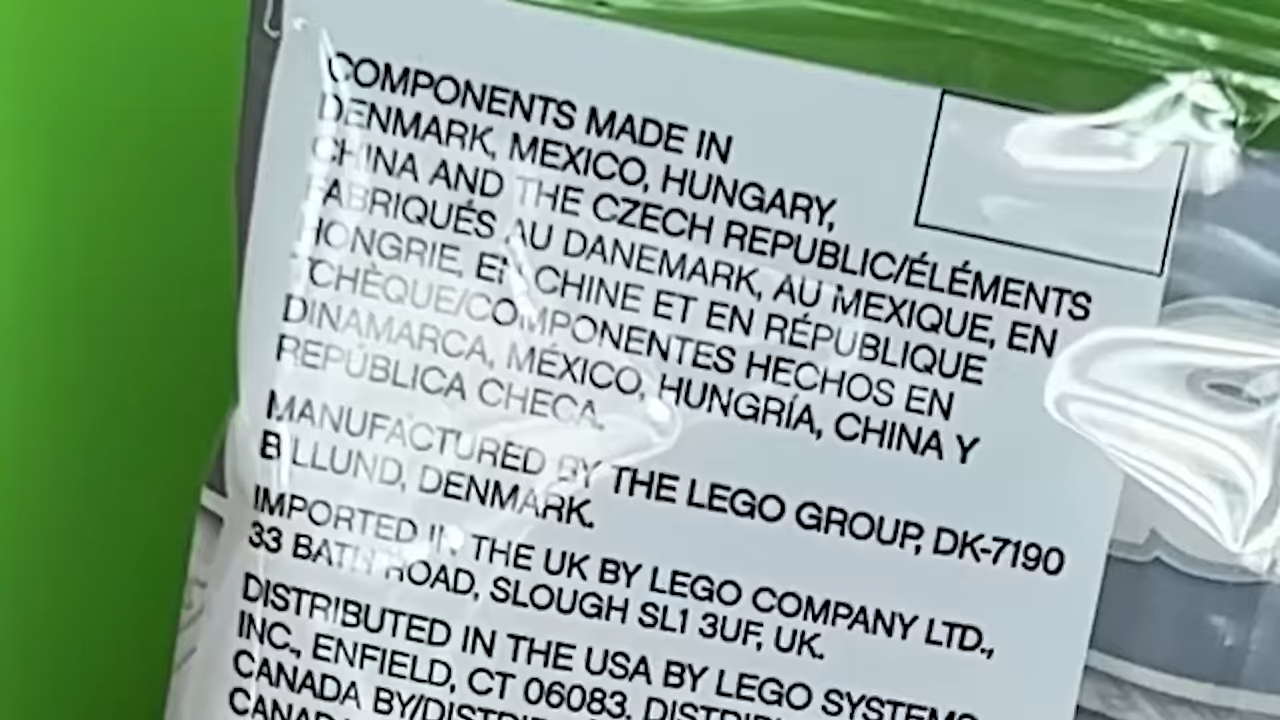 COMPONENTS MADE IN
DENMARK, MEXICO, HUNGARY,
CHINA AND THE CZECH REPUBLIC/ÉLÉMENTS
FABRIQUÉS AU DANEMARK, AU MEXIQUE, EN
HONGRIE, EN CHINE ET EN RÉPUBLIQUE
TCHÈQUE/COMPONENTES HECHOS EN
DINAMARCA, MÉXICO, HUNGRÍA, CHINA Y
REPÚBLICA CHECA.
MANUFACTURED BY THE LEGO GROUP, DK-7190
BILLUND, DENMARK.
IMPORTED IN THE UK BY LEGO COMPANY LTD.,
33 BATH ROAD, SLOUGH SL1 3UF, UK.
DISTRIBUTED IN THE USA BY LEGO SYSTEMS
INC., ENFIELD, CT 06083.
CANADA BY/
CANADA